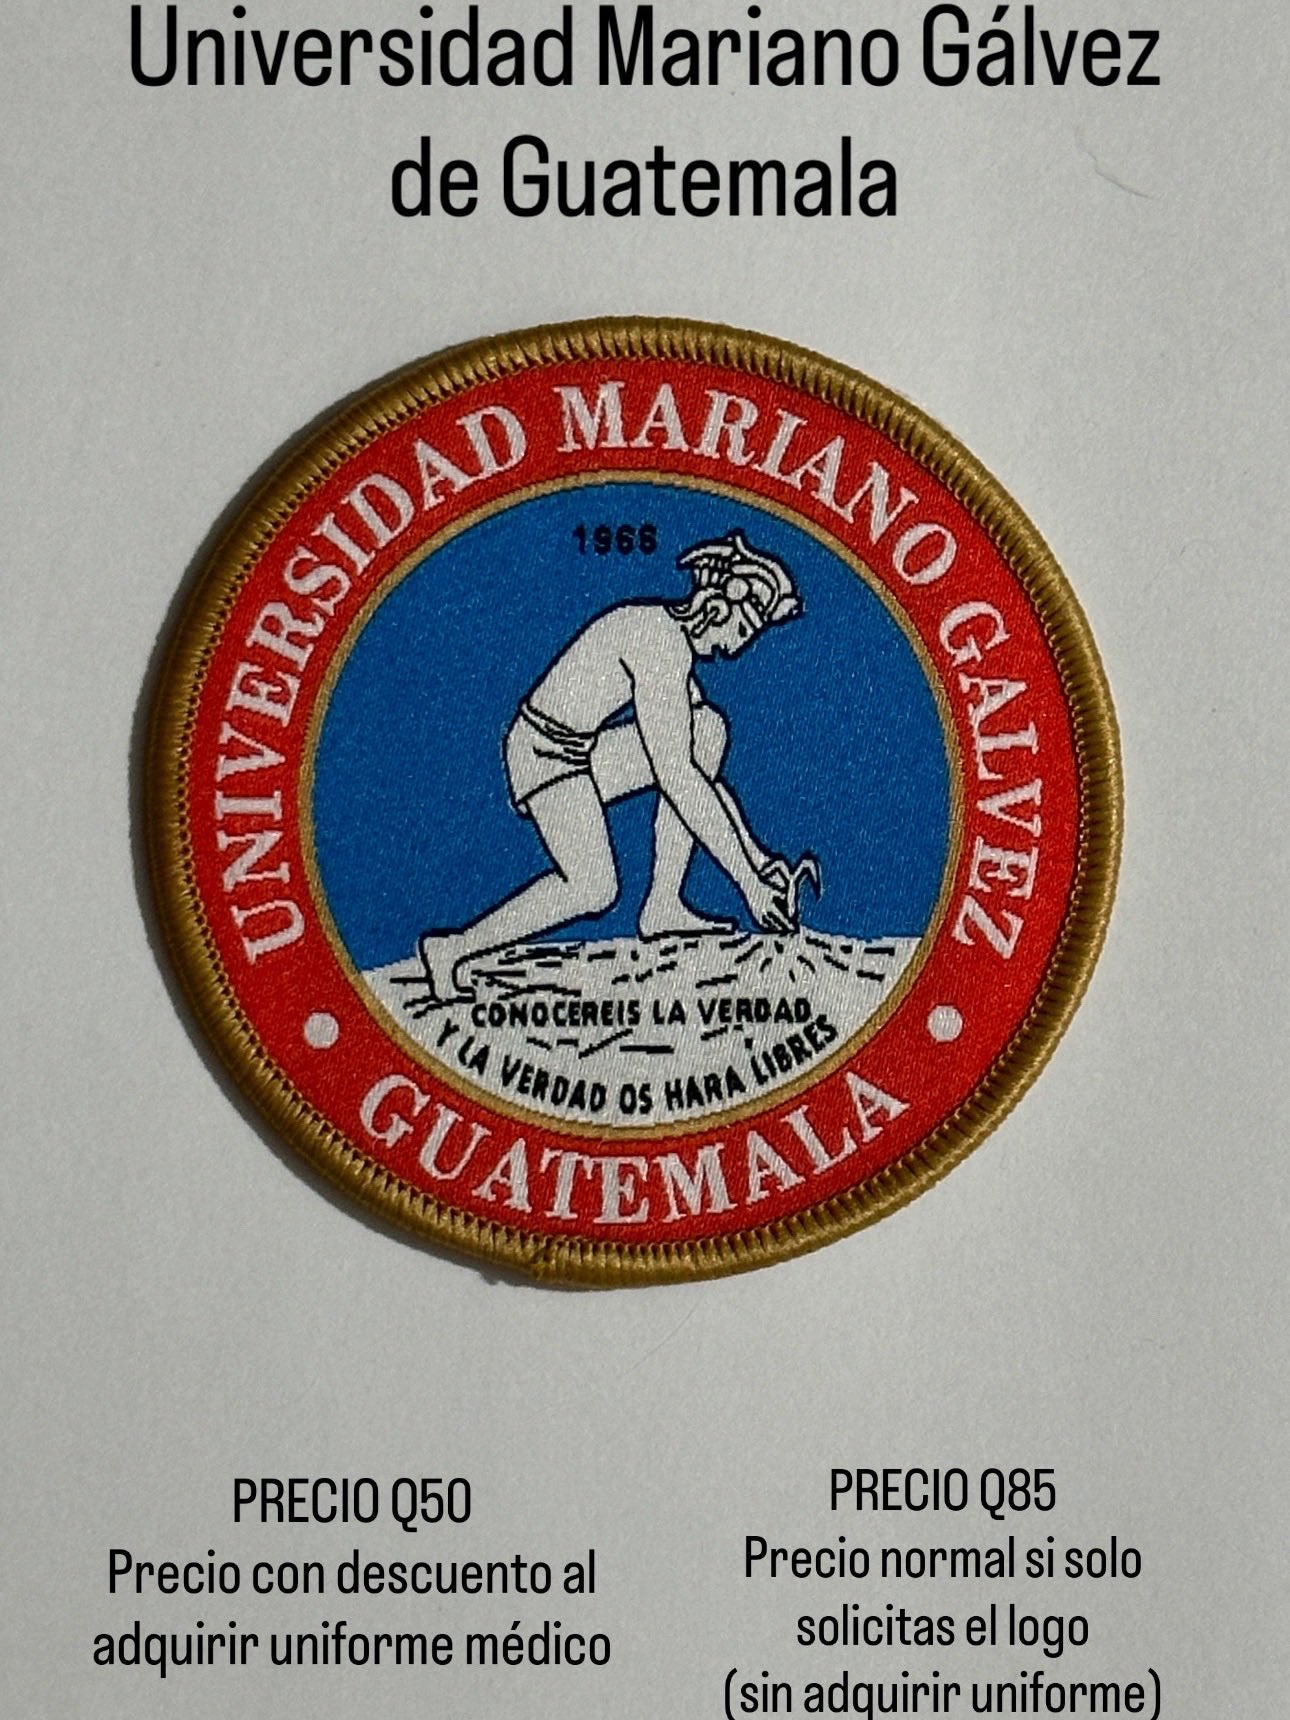 Universidad Mariano Gálvez
de Guatemala
UNIVERSIDAD MARIANO GALVEZ
1966
CONOCEREIS LA VERDAD
Y LA VERDAD OS HARA LIBRES
• GUATEMALA •
PRECIO Q50
Precio con descuento al
adquirir uniforme médico
PRECIO Q85
Precio normal si solo
solicitas el logo
(sin adquirir uniforme)